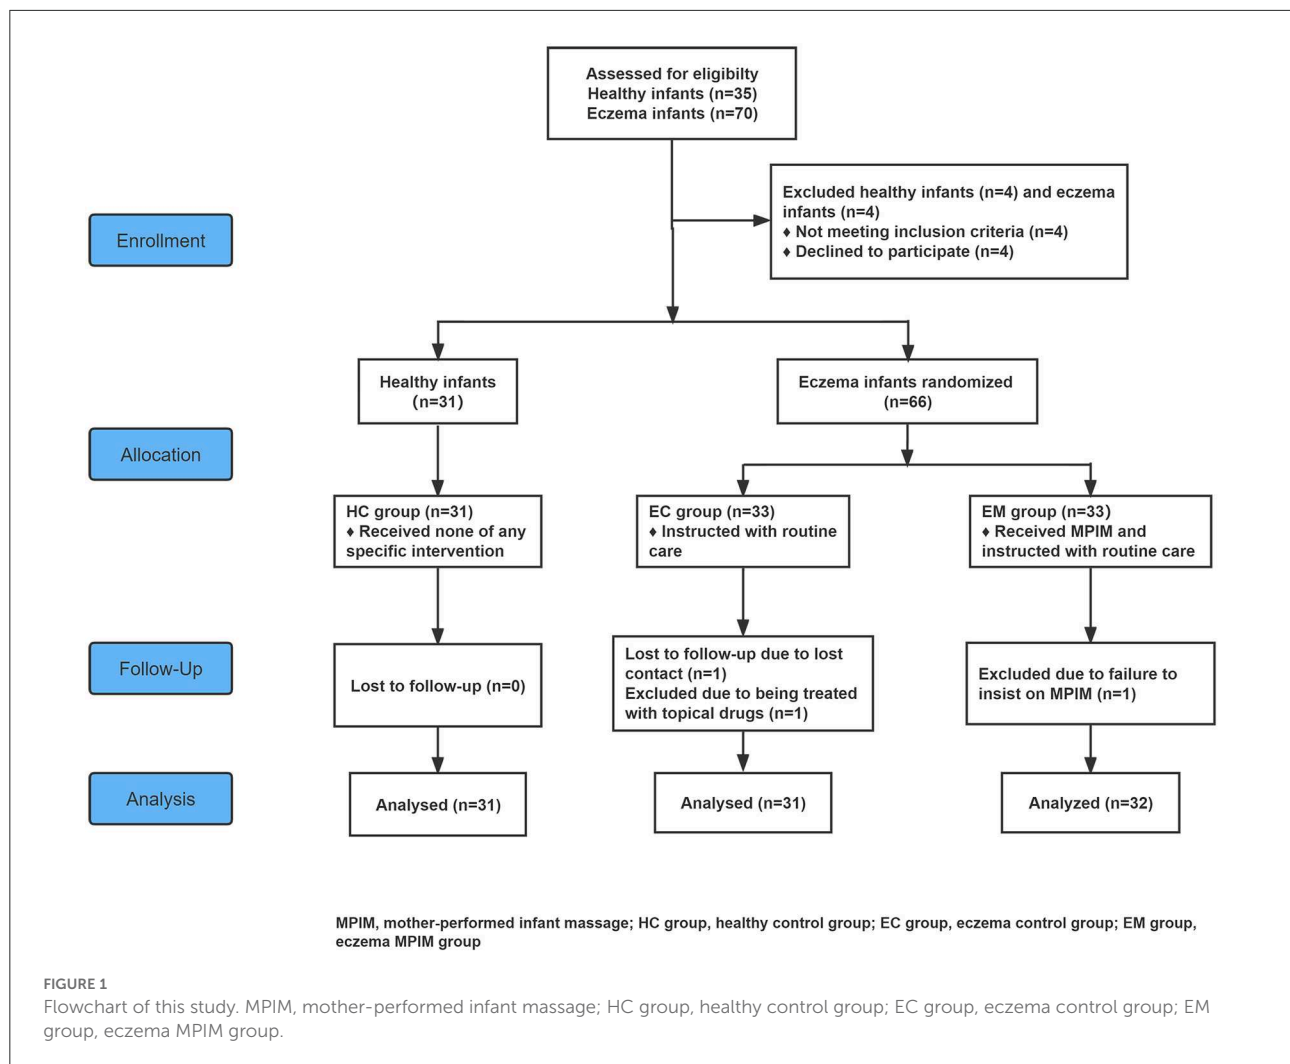 Assessed for eligibilty
Healthy infants (n=35)
Eczema infants (n=70)
Enrollment
Excluded healthy infants (n=4) and eczema
infants (n=4)
♦ Not meeting inclusion criteria (n=4)
♦ Declined to participate (n=4)
Healthy infants
(n=31)
Eczema infants randomized
(n=66)
Allocation
HC group (n=31)
♦ Received none of any
specific intervention
EC group (n=33)
♦ Instructed with routine
care
EM group (n=33)
♦ Received MPIM and
instructed with routine care
Follow-Up
Lost to follow-up (n=0)
Lost to follow-up due to lost
contact (n=1)
Excluded due to being treated
with topical drugs (n=1)
Excluded due to failure to
insist on MPIM (n=1)
Analysis
Analysed (n=31)
Analysed (n=31)
Analyzed (n=32)
MPIM, mother-performed infant massage; HC group, healthy control group; EC group, eczema control group; EM group,
eczema MPIM group
FIGURE 1
Flowchart of this study. MPIM, mother-performed infant massage; HC group, healthy control group; EC group, eczema control group; EM
group, eczema MPIM group.